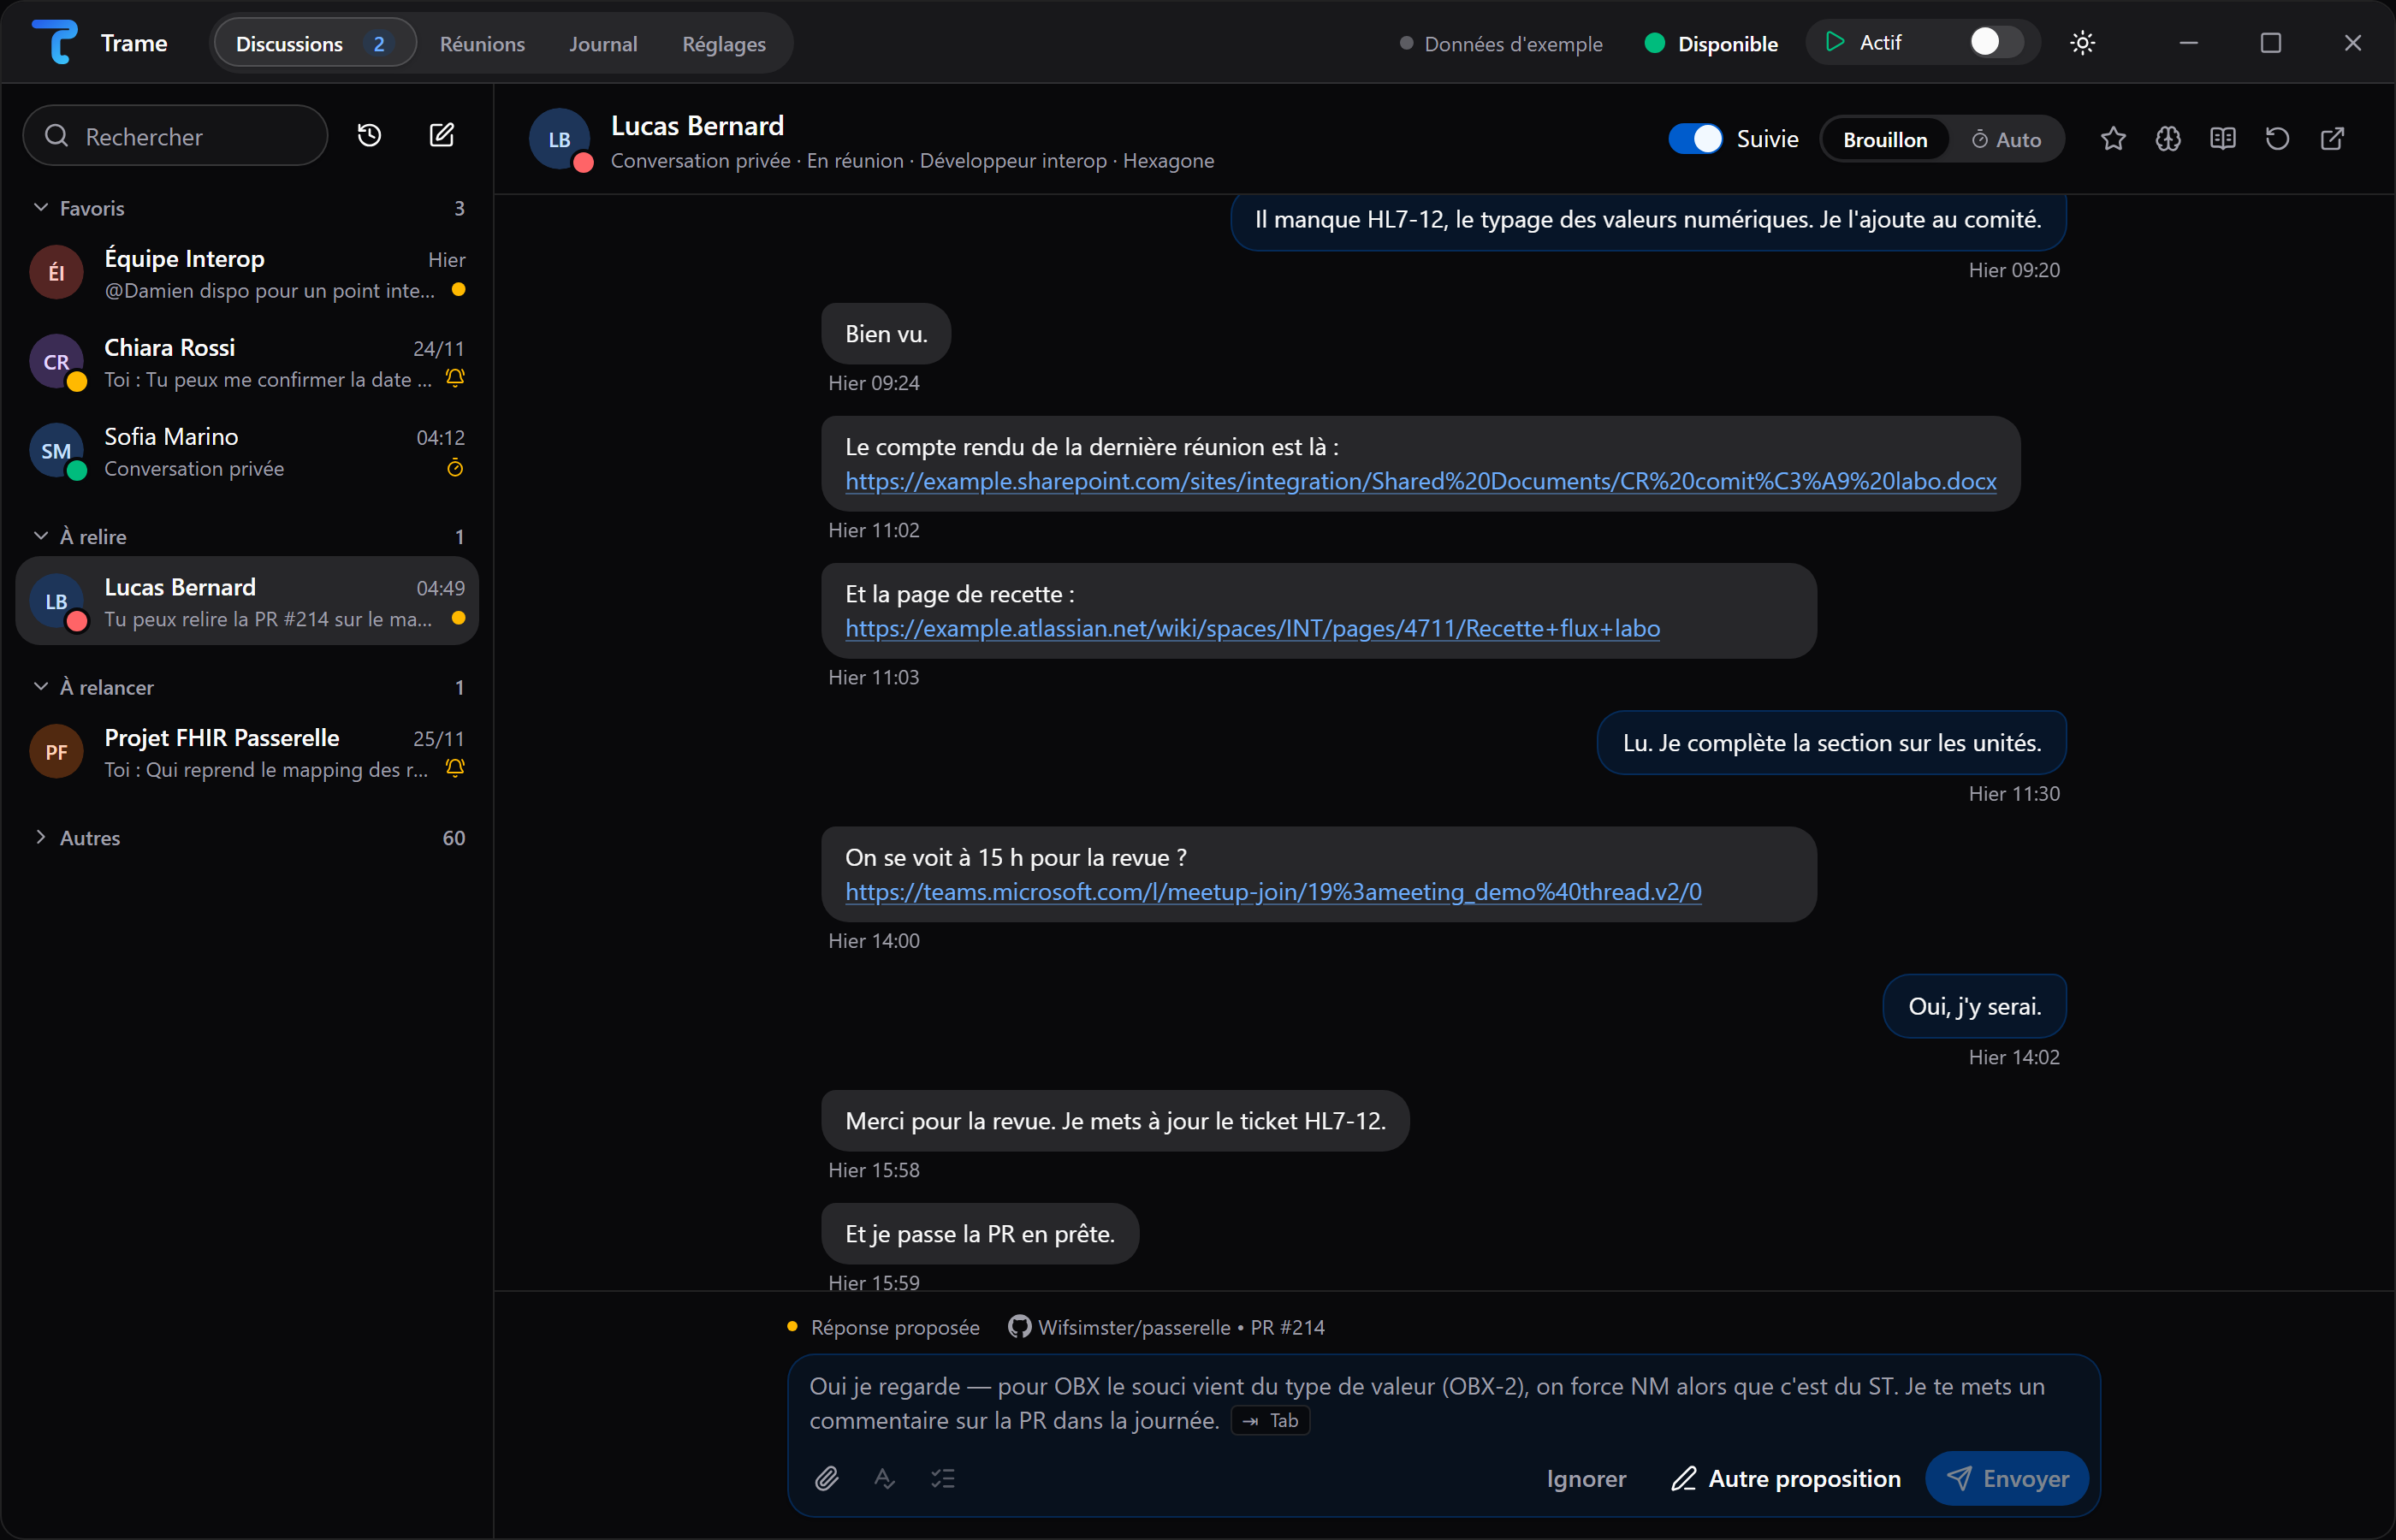 Trame
Discussions 2
Réunions
Journal
Réglages
Données d'exemple
Disponible
Actif
Rechercher
Favoris 3
ÉI
Équipe Interop Hier
@Damien dispo pour un point inte...
CR
Chiara Rossi 24/11
Toi : Tu peux me confirmer la date ...
SM
Sofia Marino 04:12
Conversation privée
À relire 1
LB
Lucas Bernard 04:49
Tu peux relire la PR #214 sur le ma...
À relancer 1
PF
Projet FHIR Passerelle 25/11
Toi : Qui reprend le mapping des r...
Autres 60
LB
Lucas Bernard
Conversation privée · En réunion · Développeur interop · Hexagone
Suivie
Brouillon
Auto
Il manque HL7-12, le typage des valeurs numériques. Je l'ajoute au comité.
Hier 09:20
Bien vu.
Hier 09:24
Le compte rendu de la dernière réunion est là :
https://example.sharepoint.com/sites/integration/Shared%20Documents/CR%20comit%C3%A9%20labo.docx
Hier 11:02
Et la page de recette :
https://example.atlassian.net/wiki/spaces/INT/pages/4711/Recette+flux+labo
Hier 11:03
Lu. Je complète la section sur les unités.
Hier 11:30
On se voit à 15 h pour la revue ?
https://teams.microsoft.com/l/meetup-join/19%3ameeting_demo%40thread.v2/0
Hier 14:00
Oui, j'y serai.
Hier 14:02
Merci pour la revue. Je mets à jour le ticket HL7-12.
Hier 15:58
Et je passe la PR en prête.
Hier 15:59
Réponse proposée
Wifsimster/passerelle • PR #214
Oui je regarde — pour OBX le souci vient du type de valeur (OBX-2), on force NM alors que c'est du ST. Je te mets un
commentaire sur la PR dans la journée. ⇥ Tab
Ignorer
Autre proposition
Envoyer